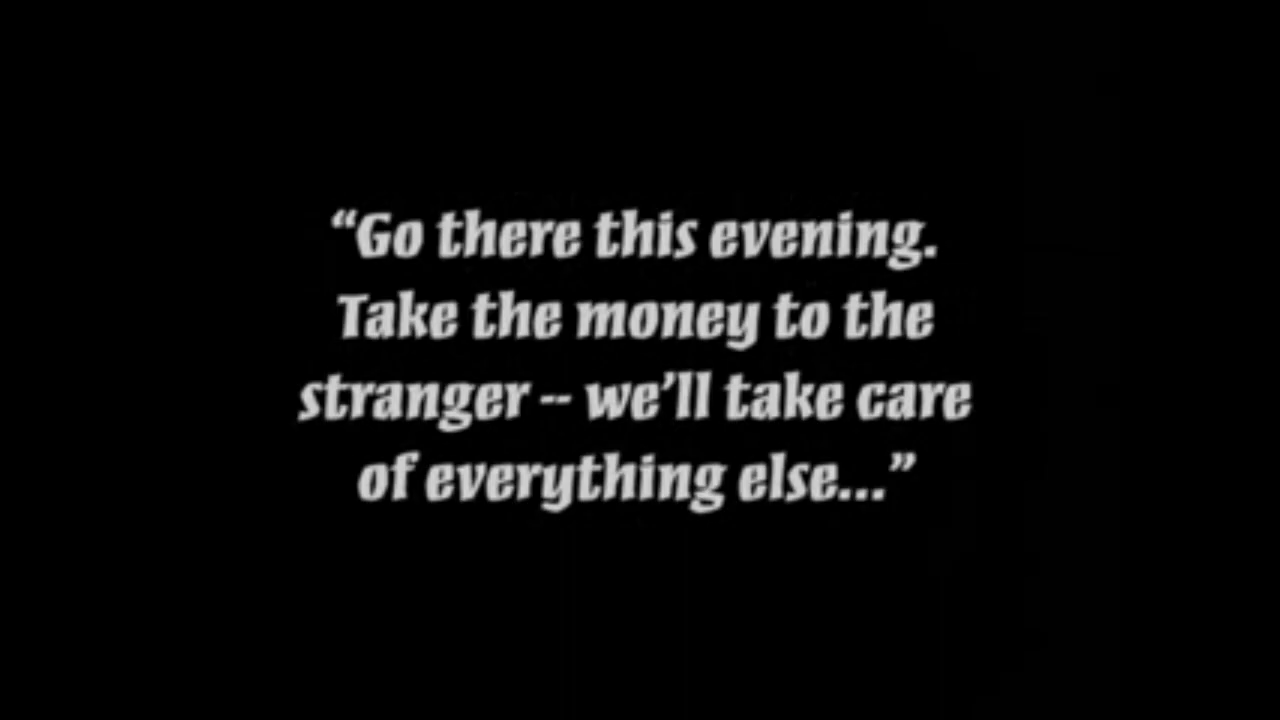 “Go there this evening.
Take the money to the
stranger -- we’ll take care
of everything else...”